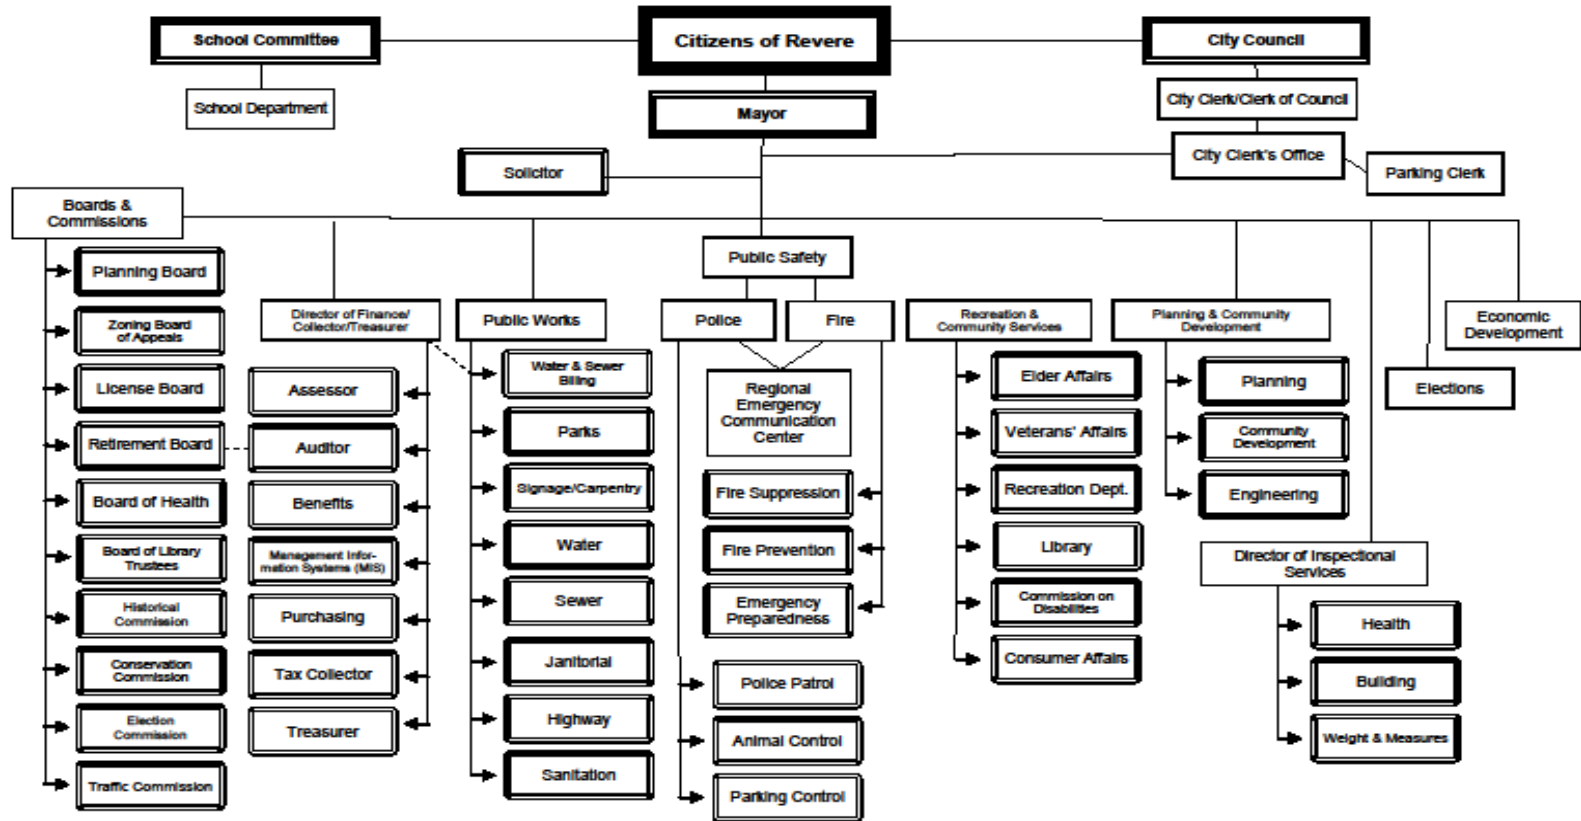 School Committee
Citizens of Revere
City Council
School Department
Mayor
City Clerk/Clerk of Council
Solicitor
City Clerk's Office
Parking Clerk
Boards &
Commissions
Planning Board
Zoning Board
of Appeals
License Board
Retirement Board
Board of Health
Board of Library
Trustees
Historical
Commission
Conservation
Commission
Election
Commission
Traffic Commission
Director of Finance/
Collector/Treasurer
Assessor
Auditor
Benefits
Management Infor-
mation Systems (MIS)
Purchasing
Tax Collector
Treasurer
Public Works
Water & Sewer
Billing
Parks
Signage/Carpentry
Water
Sewer
Janitorial
Highway
Sanitation
Public Safety
Police
Fire
Regional
Emergency
Communication
Center
Fire Suppression
Fire Prevention
Emergency
Preparedness
Police Patrol
Animal Control
Parking Control
Recreation &
Community Services
Elder Affairs
Veterans' Affairs
Recreation Dept.
Library
Commission on
Disabilities
Consumer Affairs
Planning & Community
Development
Planning
Community
Development
Engineering
Director of Inspectional
Services
Health
Building
Weight & Measures
Elections
Economic
Development